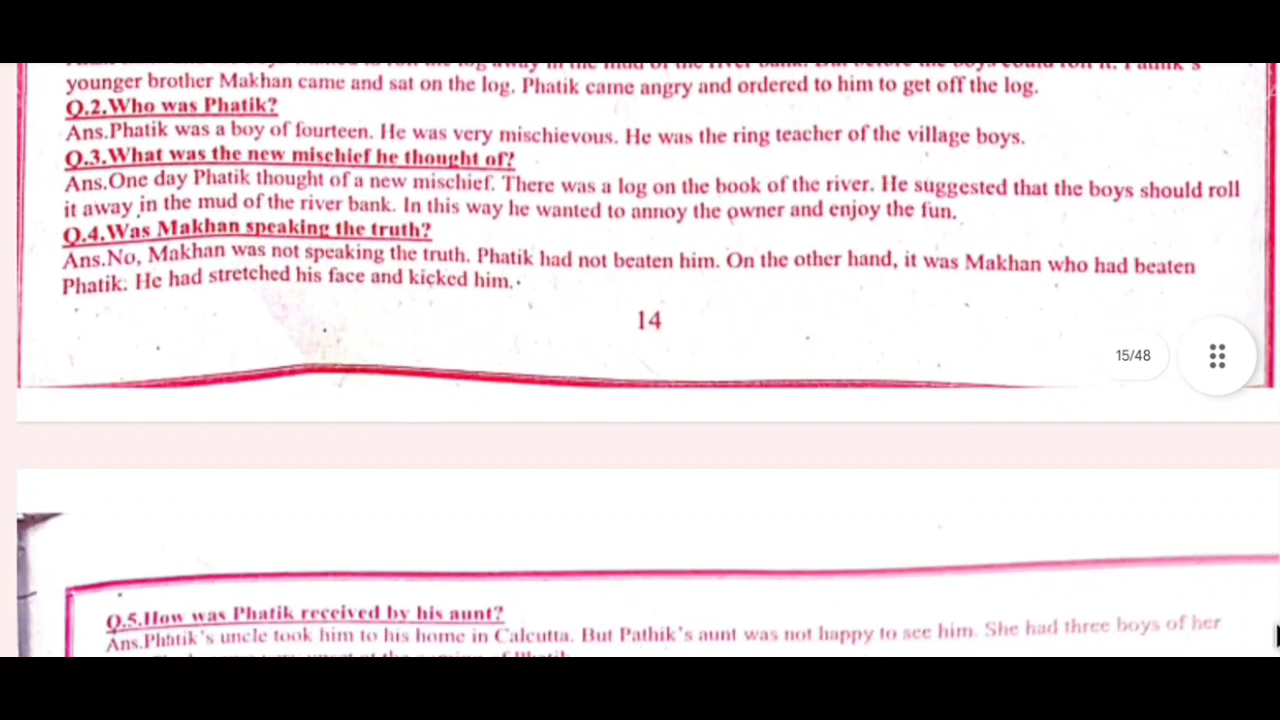 younger brother Makhan came and sat on the log. Phatik came angry and ordered to him to get off the log.
Q.2.Who was Phatik?
Ans.Phatik was a boy of fourteen. He was very mischievous. He was the ring teacher of the village boys.
Q.3.What was the new mischief he thought of?
Ans.One day Phatik thought of a new mischief. There was a log on the book of the river. He suggested that the boys should roll
it away in the mud of the river bank. In this way he wanted to annoy the owner and enjoy the fun.
Q.4.Was Makhan speaking the truth?
Ans.No, Makhan was not speaking the truth. Phatik had not beaten him. On the other hand, it was Makhan who had beaten
Phatik. He had stretched his face and kicked him.
14
15/48
Q.5.How was Phatik received by his aunt?
Ans.Phatik's uncle took him to his home in Calcutta. But Pathik's aunt was not happy to see him. She had three boys of her